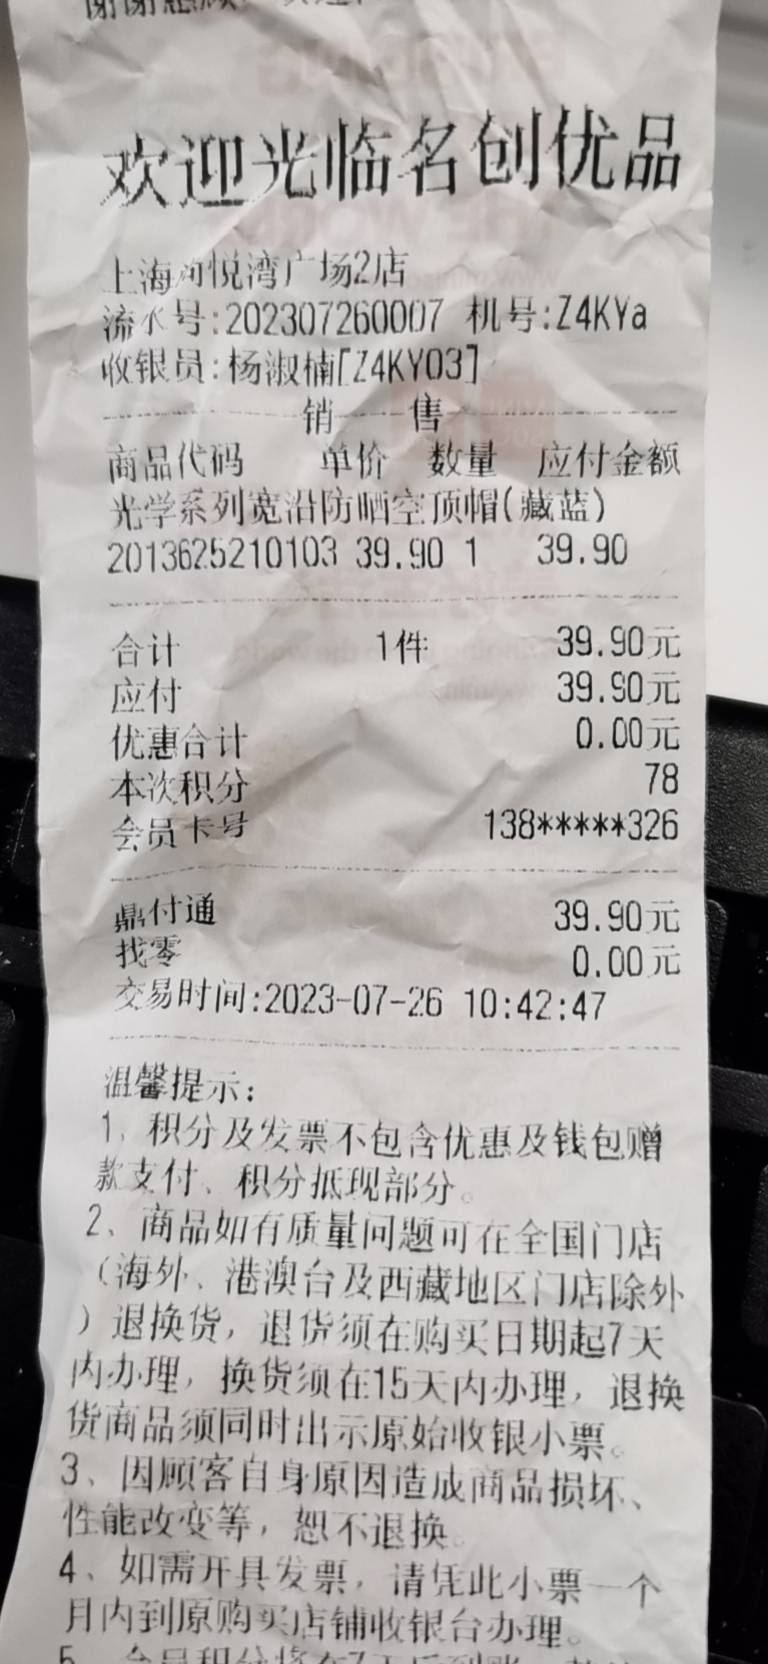 欢迎光临名创优品
上海尚悦湾广场2店
流水号:202307260007 机号:Z4KYa
收银员:杨淑楠[Z4KY03]
销 售
商品代码 单价 数量 应付金额
光学系列宽沿防晒空顶帽(藏蓝)
2013625210103 39.90 1 39.90
合计 1件 39.90元
应付 39.90元
优惠合计 0.00元
本次积分 78
会员卡号 138*****326
鼎付通 39.90元
找零 0.00元
交易时间:2023-07-26 10:42:47
温馨提示:
1、积分及发票不包含优惠及钱包赠
款支付、积分抵现部分。
2、商品如有质量问题可在全国门店
（海外、港澳台及西藏地区门店除外
）退换货，退货须在购买日期起7天
内办理，换货须在15天内办理，退换
货商品须同时出示原始收银小票。
3、因顾客自身原因造成商品损坏、
性能改变等，恕不退换。
4、如需开具发票，请凭此小票一个
月内到原购买店铺收银台办理。